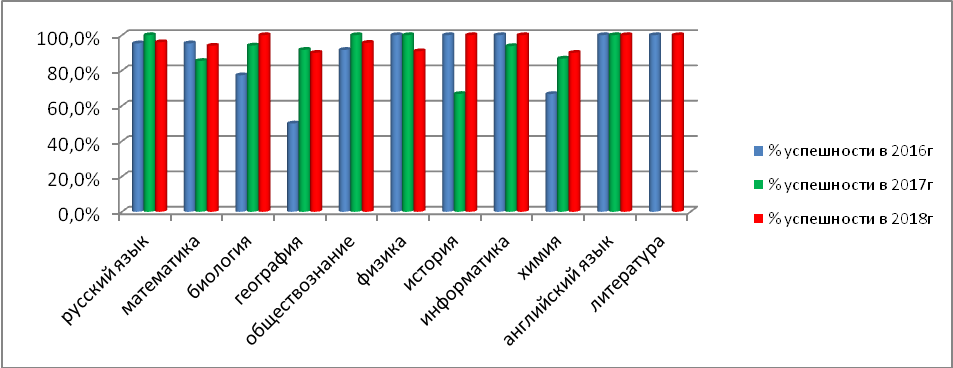 100,0%
80,0%
60,0%
40,0%
20,0%
0,0%
русский язык
математика
биология
география
обществознание
физика
история
информатика
химия
английский язык
литература
% успешности в 2016г
% успешности в 2017г
% успешности в 2018г